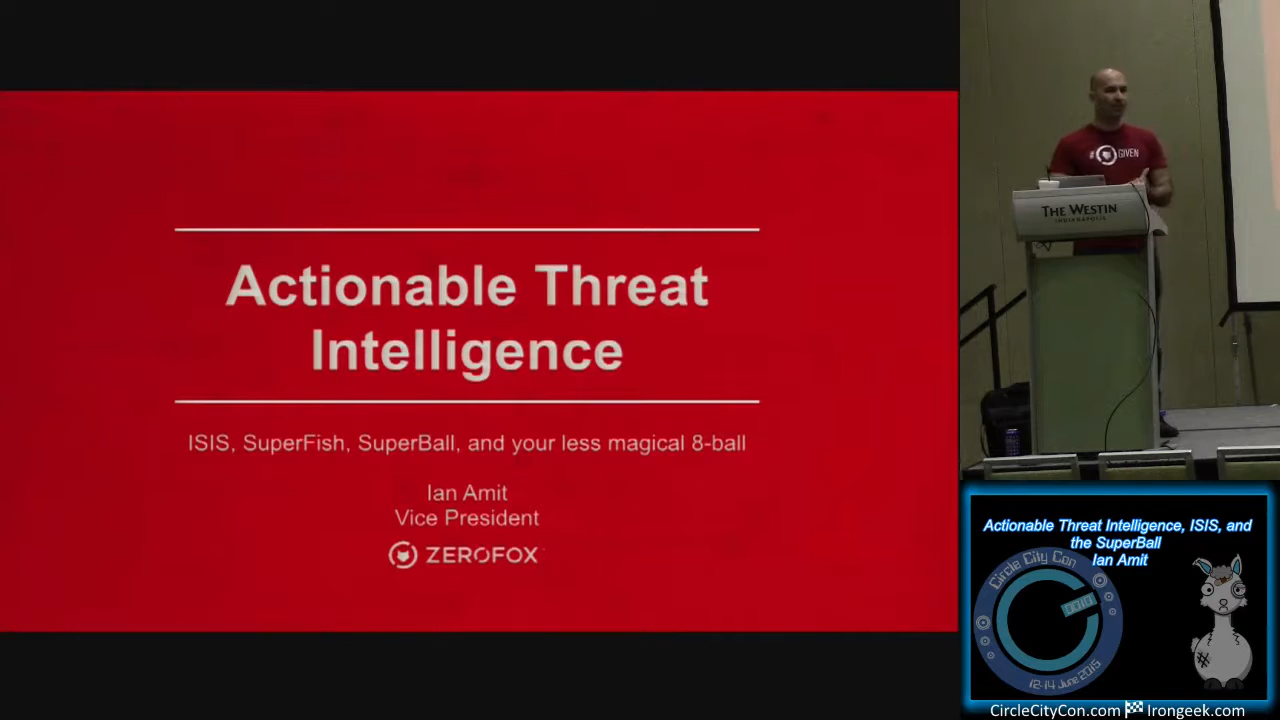 Actionable Threat
Intelligence
ISIS, SuperFish, SuperBall, and your less magical 8-ball
Ian Amit
Vice President
ZEROFOX
# GIVEN
THE WESTIN
INDIANAPOLIS
Actionable Threat Intelligence, ISIS, and
the SuperBall
Ian Amit
Circle City Con
12-14 June 2015
CircleCityCon.com Irongeek.com